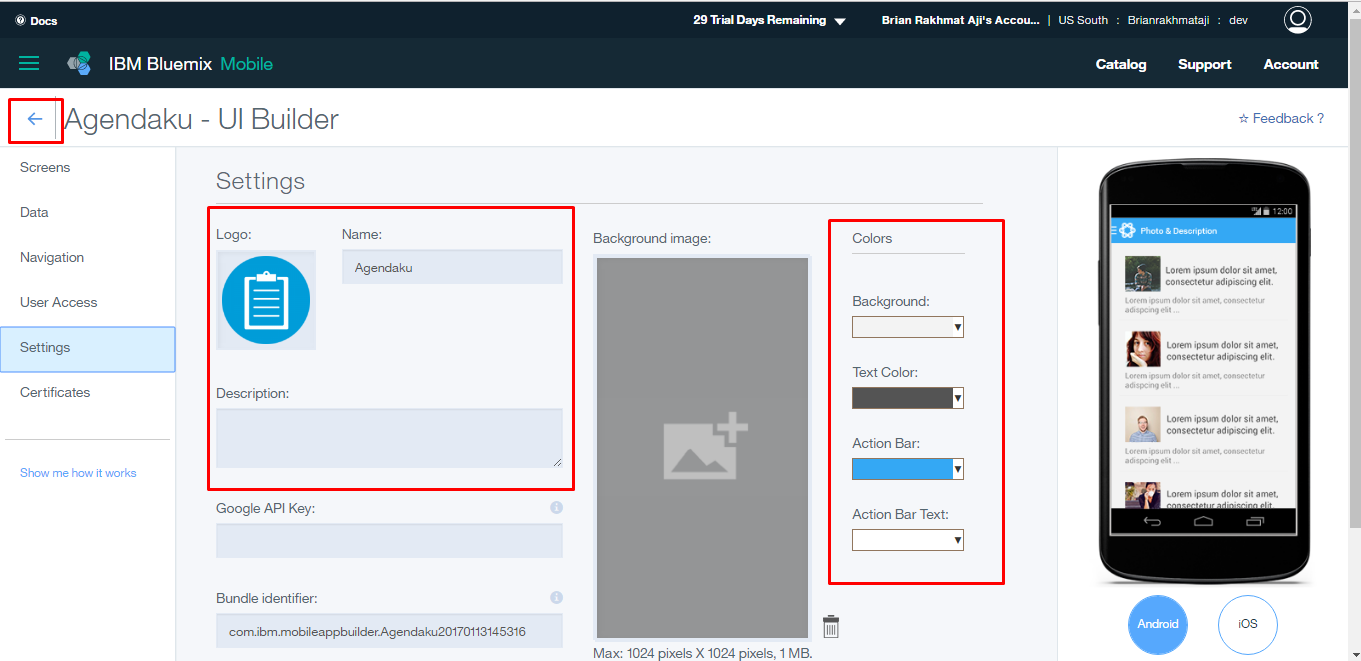 Docs
29 Trial Days Remaining
Brian Rakhmat Aji's Accou... | US South : Brianrakhmataji : dev
IBM Bluemix Mobile
Catalog
Support
Account
Agendaku - UI Builder
☆ Feedback ?
Screens
Data
Navigation
User Access
Settings
Certificates
Show me how it works
Settings
Logo:
Name:
Agendaku
Description:
Google API Key:
Bundle identifier:
com.ibm.mobileappbuilder.Agendaku20170113145316
Background image:
Max: 1024 pixels X 1024 pixels, 1 MB.
Colors
Background:
Text Color:
Action Bar:
Action Bar Text:
12:00
Photo & Description
Lorem ipsum dolor sit amet,
consectetur adipiscing elit.
Lorem ipsum dolor sit amet, consectetur
adipiscing elit ...
Lorem ipsum dolor sit amet,
consectetur adipiscing elit.
Lorem ipsum dolor sit amet, consectetur
adipiscing elit ...
Lorem ipsum dolor sit amet,
consectetur adipiscing elit.
Lorem ipsum dolor sit amet, consectetur
adipiscing elit ...
Lorem ipsum dolor sit amet,
consectetur adipiscing elit.
Android
iOS